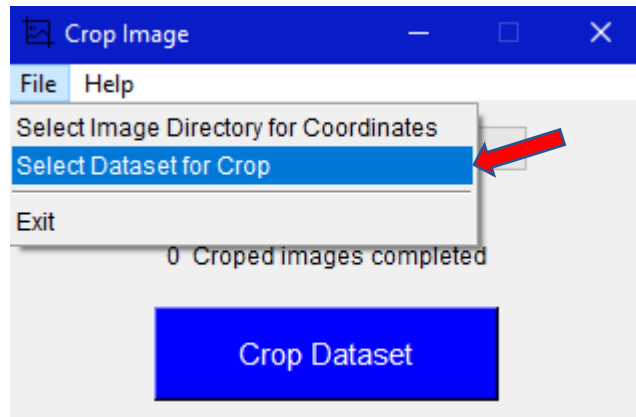 Crop Image
File Help
Select Image Directory for Coordinates
Select Dataset for Crop
Exit
0 Croped images completed
Crop Dataset